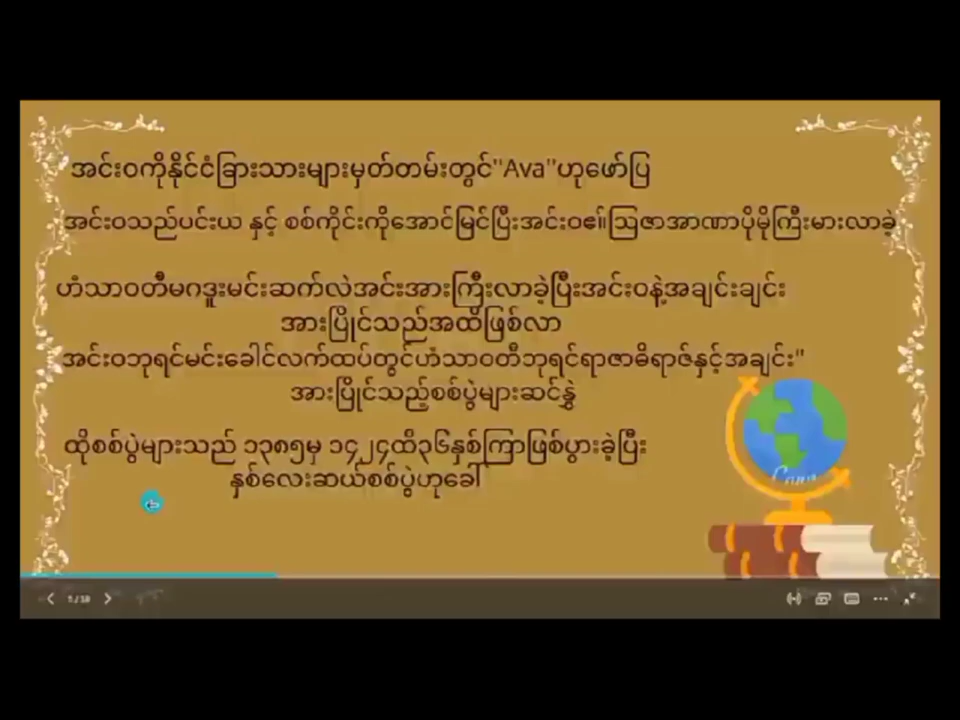 အင်းဝကိုနိုင်ငံခြားသားများမှတ်တမ်းတွင်"Ava"ဟုဖော်ပြ
အင်းဝသည်ပင်းယ နှင့် စစ်ကိုင်းကိုအောင်မြင်ပြီးအင်းဝ၏ဩဇာအာဏာပိုမိုကြီးမားလာခဲ့
ဟံသာဝတီမဂဒူးမင်းဆက်လဲအင်းအားကြီးလာခဲ့ပြီးအင်းဝနဲ့အချင်းချင်း
အားပြိုင်သည်အထိဖြစ်လာ
အင်းဝဘုရင်မင်းခေါင်လက်ထပ်တွင်ဟံသာဝတီဘုရင်ရာဇာဓိရာဇ်နှင့်အချင်း"
အားပြိုင်သည့်စစ်ပွဲများဆင်နွှဲ
ထိုစစ်ပွဲများသည် ၁၃၈၅မှ ၁၄၂၄ထိ၃၆နှစ်ကြာဖြစ်ပွားခဲ့ပြီး
နှစ်လေးဆယ်စစ်ပွဲဟုခေါ်
Canva